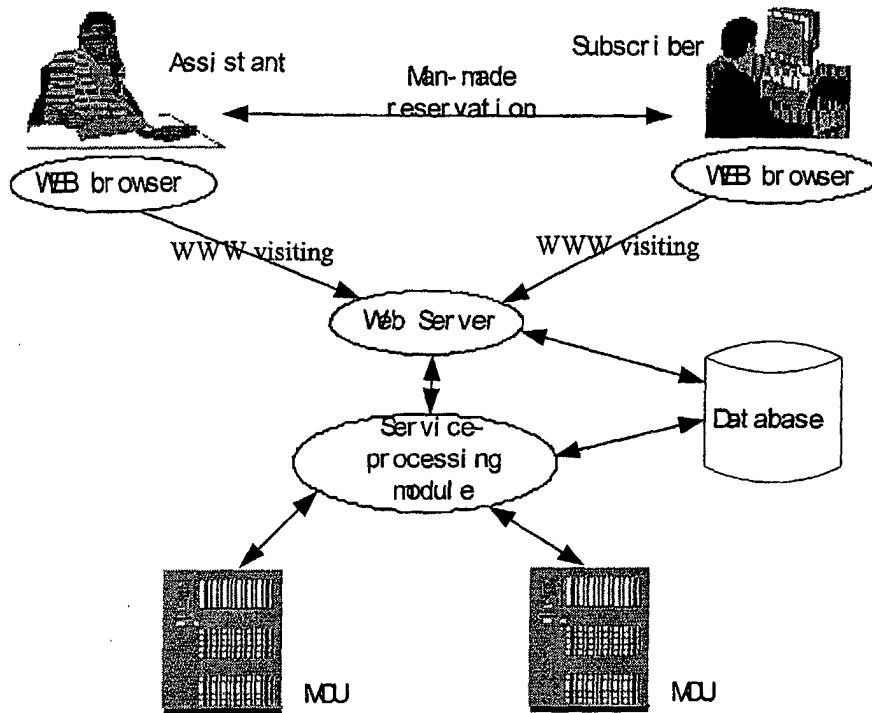 Assistant
Subscriber
Man-made
reservation
WEB browser
WEB browser
WWW visiting
WWW visiting
Web Server
Database
Service-
processing
module
MCU
MCU